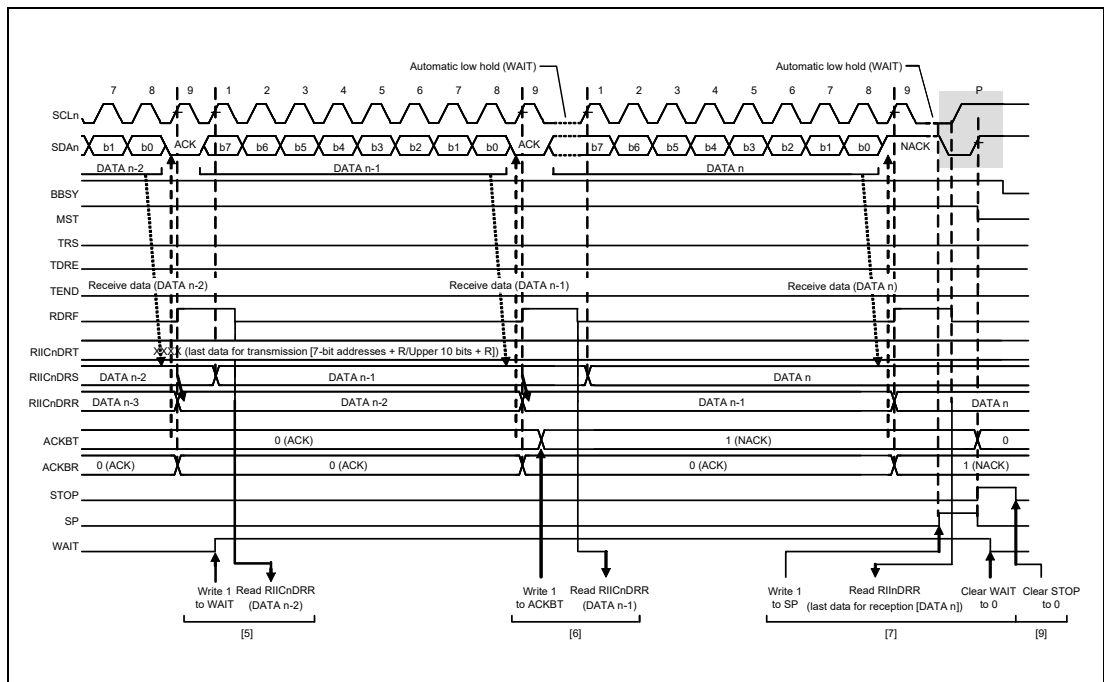 Automatic low hold (WAIT) Automatic low hold (WAIT)
7 8 9 1 2 3 4 5 6 7 8 9 1 2 3 4 5 6 7 8 9 P
SCLn
SDAn b1 b0 ACK b7 b6 b5 b4 b3 b2 b1 b0 ACK b7 b6 b5 b4 b3 b2 b1 b0 NACK
DATA n-2 DATA n-1 DATA n
BBSY
MST
TRS
TDRE
Receive data (DATA n-2) Receive data (DATA n-1) Receive data (DATA n)
TEND
RDRF
RIICnDRT XXXX (last data for transmission [7-bit addresses + R/Upper 10 bits + R])
RIICnDRS DATA n-2 DATA n-1 DATA n
RIICnDRR DATA n-3 DATA n-2 DATA n-1 DATA n
ACKBT 0 (ACK) 1 (NACK) 0
ACKBR 0 (ACK) 0 (ACK) 0 (ACK) 1 (NACK)
STOP
SP
WAIT
Write 1 Read RIICnDRR Write 1 Read RIICnDRR Write 1 Read RIInDRR Clear WAIT Clear STOP
to WAIT (DATA n-2) to ACKBT (DATA n-1) to SP (last data for reception [DATA n]) to 0 to 0
[5] [6] [7] [9]